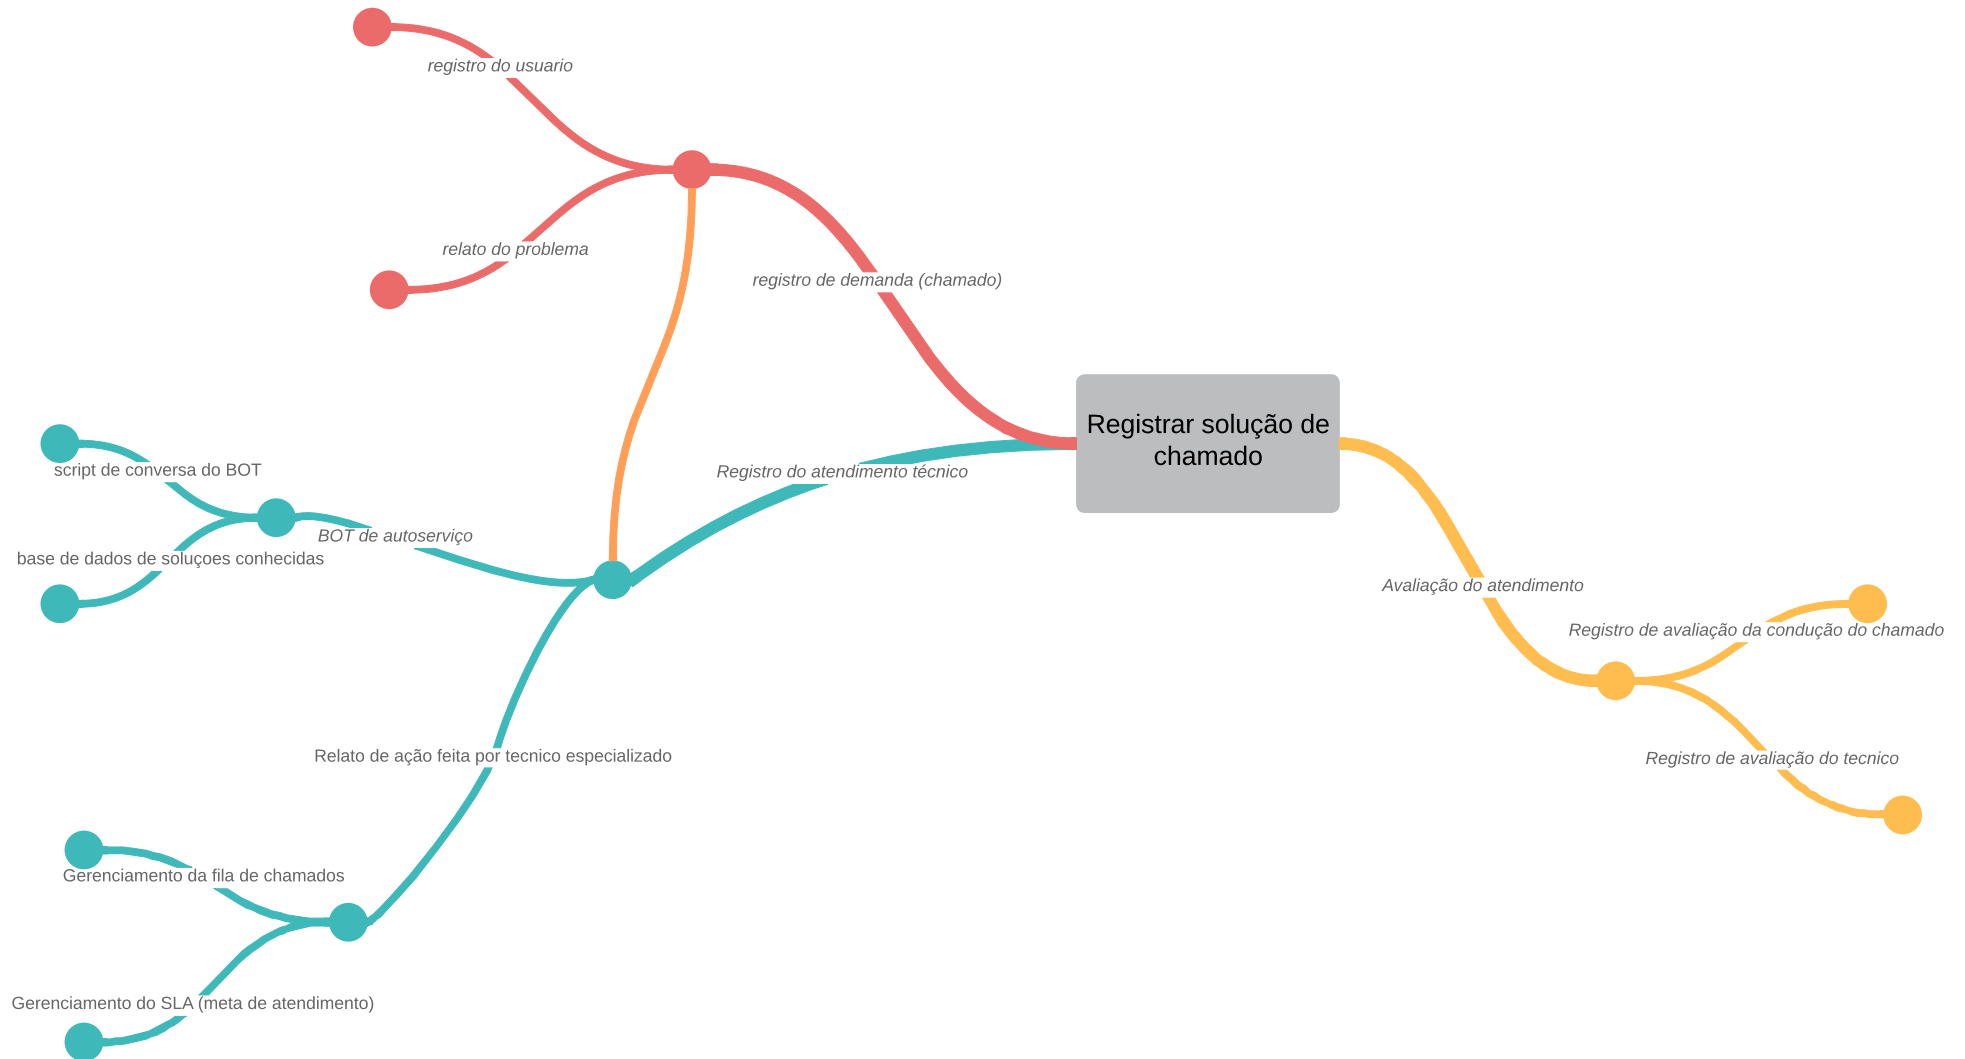 registro do usuario
relato do problema
registro de demanda (chamado)
Registrar solução de
chamado
Registro do atendimento técnico
script de conversa do BOT
BOT de autoserviço
base de dados de soluçoes conhecidas
Avaliação do atendimento
Registro de avaliação da condução do chamado
Registro de avaliação do tecnico
Relato de ação feita por tecnico especializado
Gerenciamento da fila de chamados
Gerenciamento do SLA (meta de atendimento)